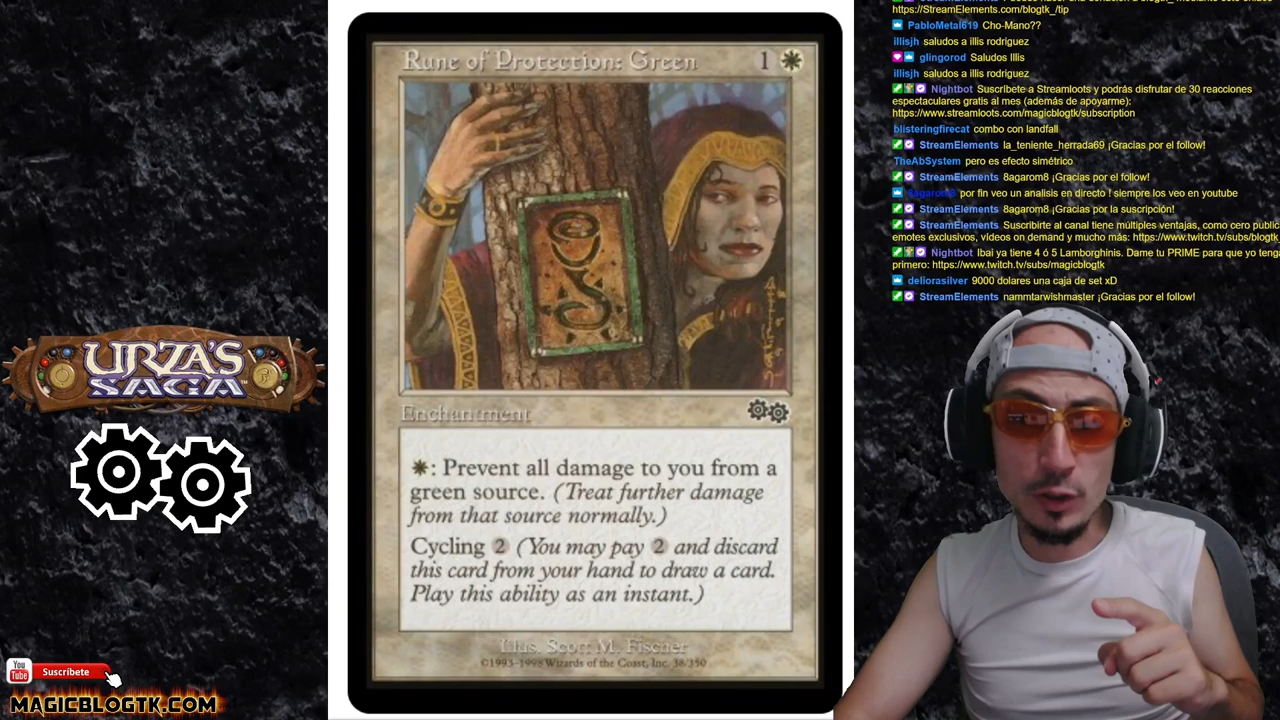 Rune of Protection: Green 1
Enchantment
: Prevent all damage to you from a
green source. (Treat further damage
from that source normally.)
Cycling 2 (You may pay 2 and discard
this card from your hand to draw a card.
Play this ability as an instant.)
Illus. Scott M. Fischer
©1993-1998 Wizards of the Coast, Inc. 38/350
URZA'S
SAGA
You
Tube
Suscríbete
MAGICBLOGTK.COM
https://StreamElements.com/blogtk_/tip
PabloMetal619 Cho-Mano??
illisjh saludos a illis rodriguez
glingorod Saludos Illis
illisjh saludos a illis rodriguez
Nightbot Suscríbete a Streamloots y podrás disfrutar de 30 reacciones
espectaculares gratis al mes (además de apoyarme):
https://www.streamloots.com/magicblogtk/subscription
blisteringfirecat combo con landfall
StreamElements la_teniente_herrada69 ¡Gracias por el follow!
TheAbSystem pero es efecto simétrico
StreamElements 8agarom8 ¡Gracias por el follow!
8agarom8 por fin veo un analisis en directo ! siempre los veo en youtube
StreamElements 8agarom8 ¡Gracias por la suscripción!
StreamElements Suscribirte al canal tiene múltiples ventajas, como cero public
emotes exclusivos, vídeos on demand y mucho más: https://www.twitch.tv/subs/blogtk_
Nightbot Ibai ya tiene 4 ó 5 Lamborghinis. Dame tu PRIME para que yo tenga
primero: https://www.twitch.tv/subs/magicblogtk
deliorasilver 9000 dolares una caja de set xD
StreamElements nammtarwishmaster ¡Gracias por el follow!